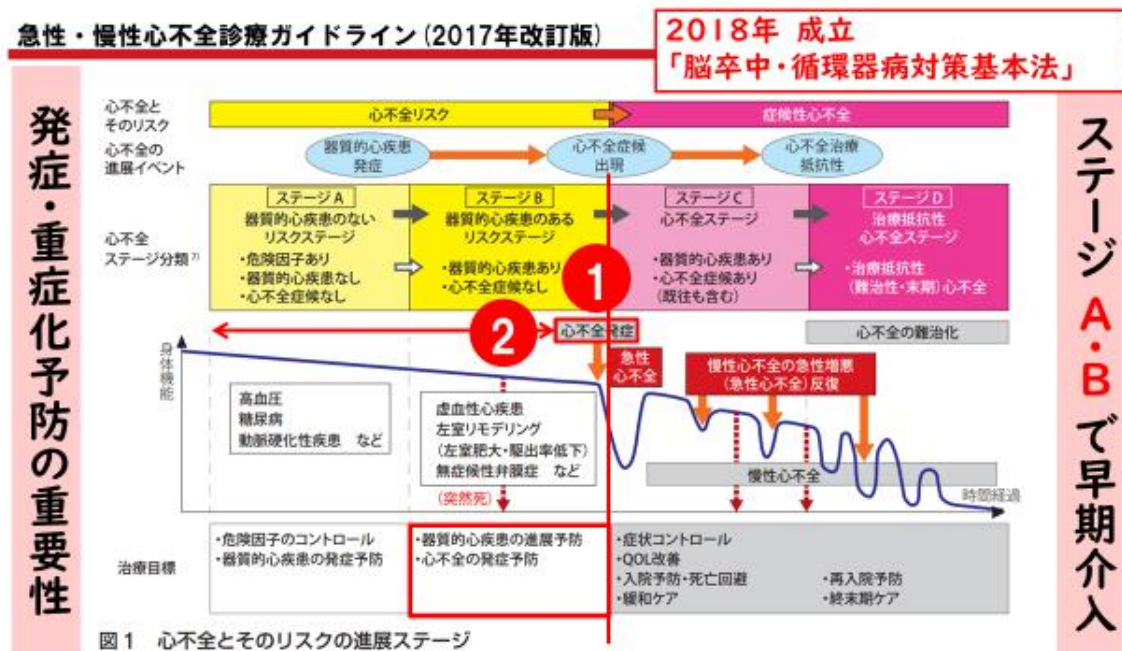 急性・慢性心不全診療ガイドライン(2017年改訂版)
2018年 成立
「脳卒中・循環器病対策基本法」
発症・重症化予防の重要性
心不全と
そのリスク
心不全リスク
症候性心不全
心不全の
進展イベント
器質的心疾患
発症
心不全症候
出現
心不全治療
抵抗性
心不全
ステージ分類 7)
ステージA
器質的心疾患のない
リスクステージ
・危険因子あり
・器質的心疾患なし
・心不全症候なし
ステージB
器質的心疾患のある
リスクステージ
・器質的心疾患あり
・心不全症候なし
ステージC
心不全ステージ
・器質的心疾患あり
・心不全症候あり
(既往も含む)
ステージD
治療抵抗性
心不全ステージ
・治療抵抗性
(難治性・末期)心不全
1
2
心不全発症
心不全の難治化
身体機能
急性
心不全
慢性心不全の急性増悪
(急性心不全)反復
高血圧
糖尿病
動脈硬化性疾患 など
虚血性心疾患
左室リモデリング
(左室肥大・駆出率低下)
無症候性弁膜症 など
(突然死)
慢性心不全
時間経過
治療目標
・危険因子のコントロール
・器質的心疾患の発症予防
・器質的心疾患の進展予防
・心不全の発症予防
・症状コントロール
・QOL改善
・入院予防・死亡回避
・緩和ケア
・再入院予防
・終末期ケア
図1 心不全とそのリスクの進展ステージ
ステージA・Bで早期介入